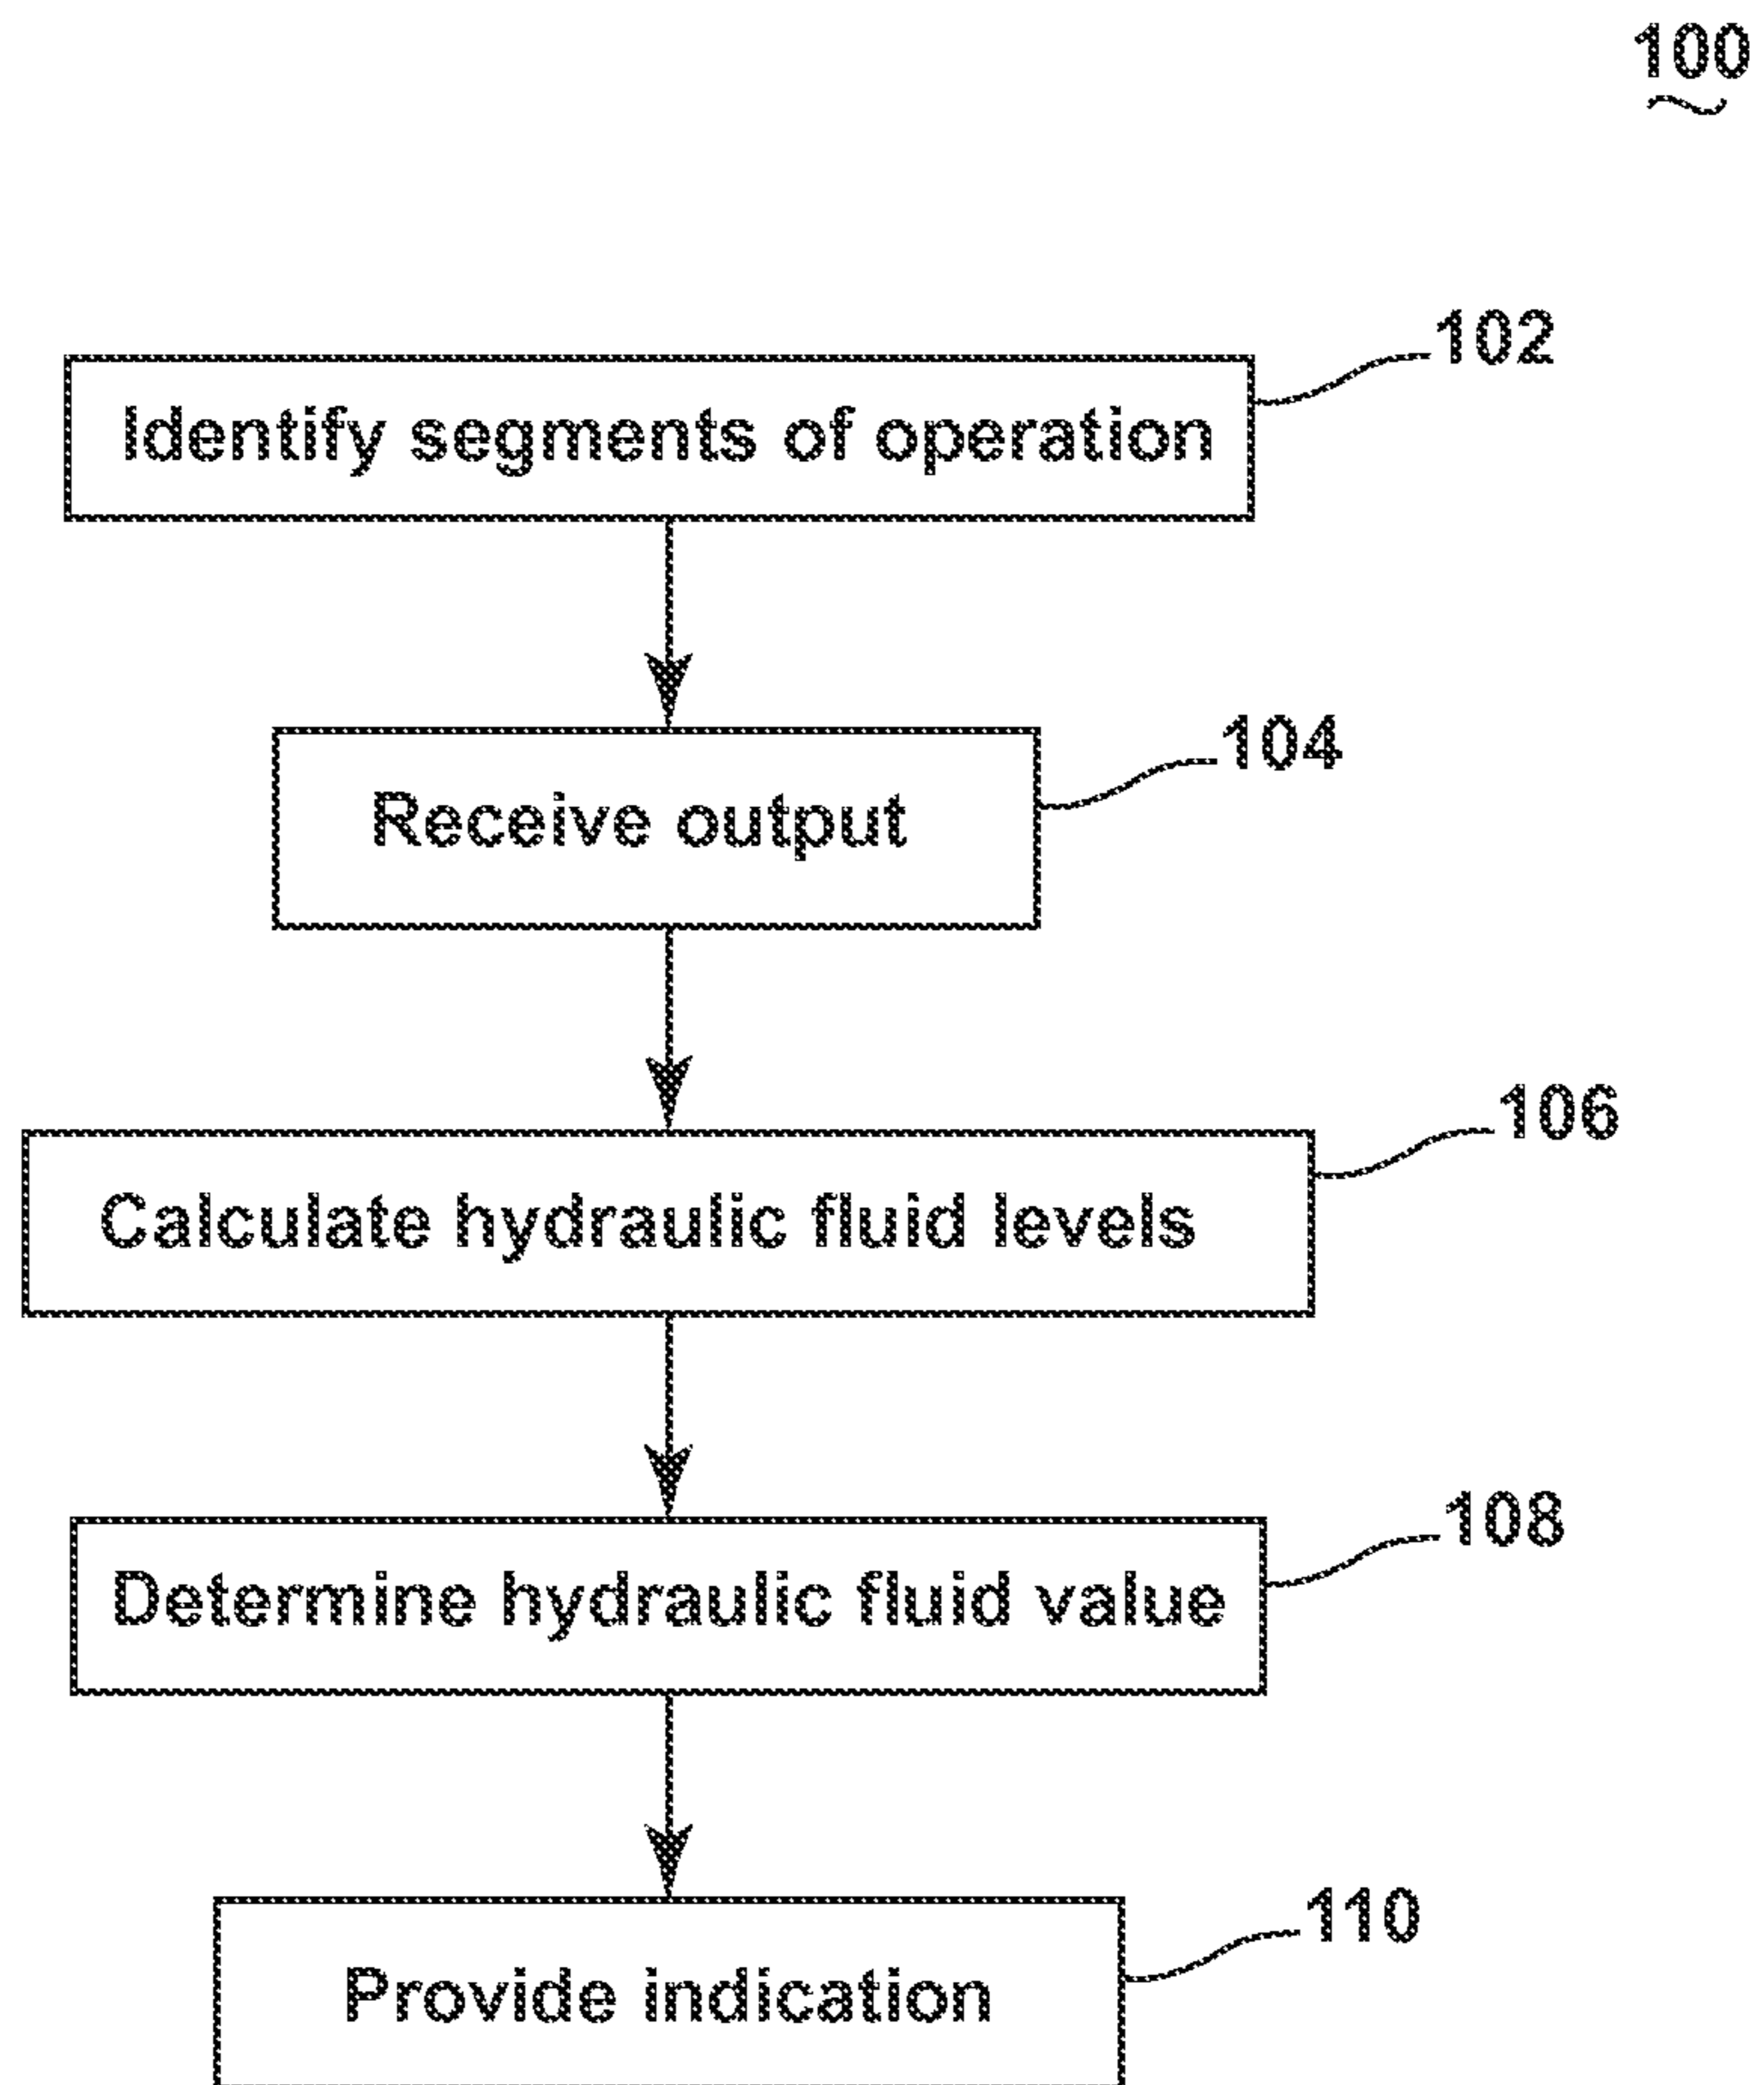 100
102
Identify segments of operation
104
Receive output
106
Calculate hydraulic fluid levels
108
Determine hydraulic fluid value
110
Provide indication